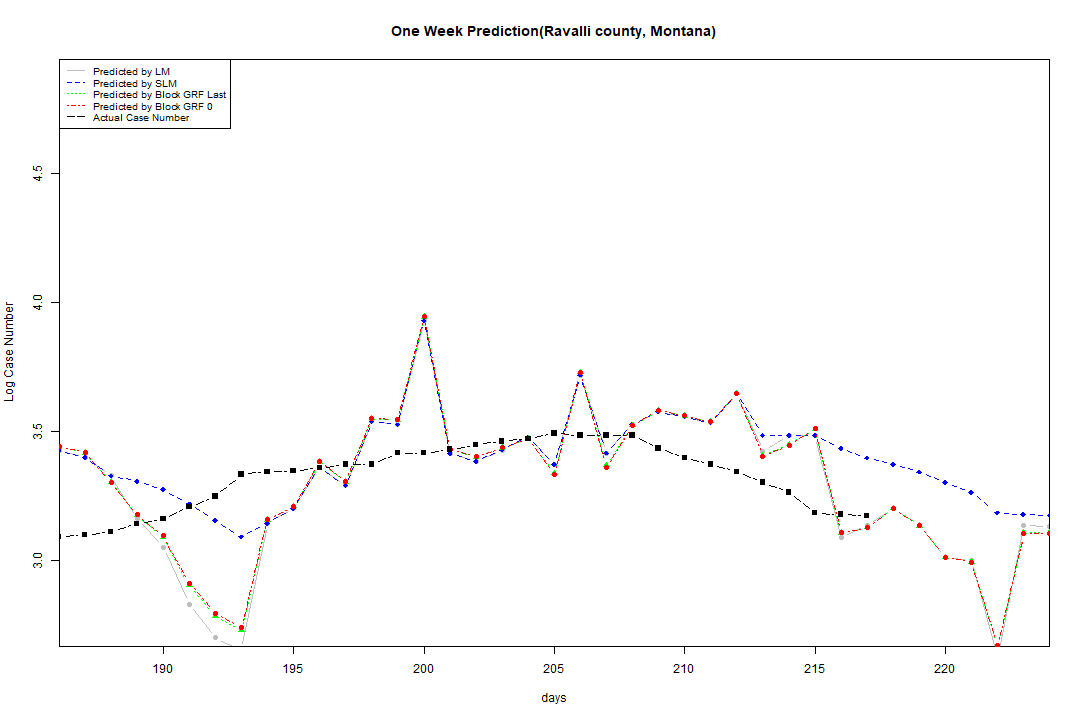 One Week Prediction(Ravalli county, Montana)
Predicted by LM
Predicted by SLM
Predicted by Block GRF Last
Predicted by Block GRF 0
Actual Case Number
4.5
4.0
3.5
3.0
Log Case Number
190 195 200 205 210 215 220
days